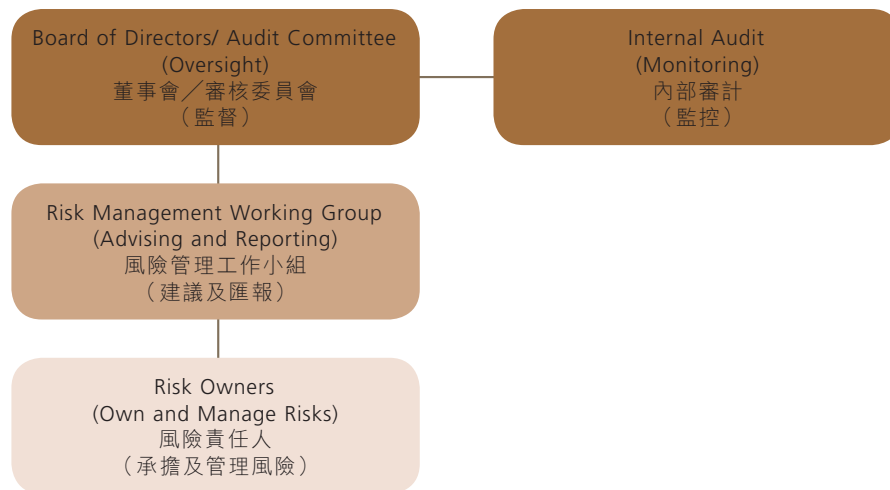 Board of Directors/ Audit Committee
(Oversight)
董事會／審核委員會
（監督）
Internal Audit
(Monitoring)
內部審計
（監控）
Risk Management Working Group
(Advising and Reporting)
風險管理工作小組
（建議及匯報）
Risk Owners
(Own and Manage Risks)
風險責任人
（承擔及管理風險）